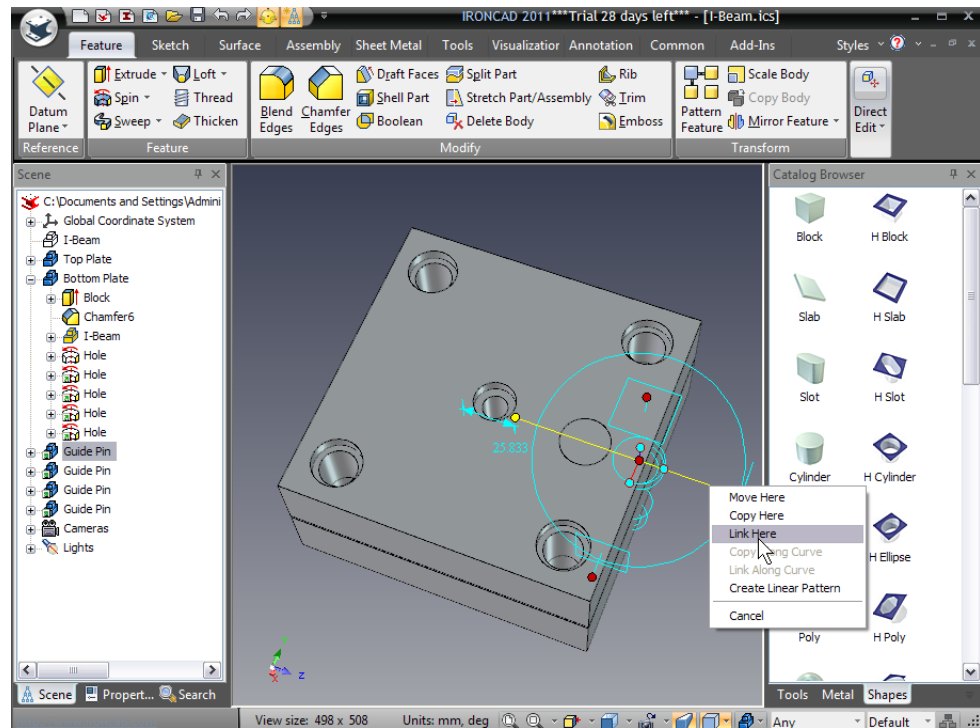 IRONCAD 2011***Trial 28 days left*** - [I-Beam.ics]
Feature Sketch Surface Assembly Sheet Metal Tools Visualization Annotation Common Add-Ins Styles
Datum Plane
Reference
Extrude Loft
Spin Thread
Sweep Thicken
Feature
Blend Edges
Chamfer Edges
Draft Faces Split Part Rib
Shell Part Stretch Part/Assembly Trim
Boolean Delete Body Emboss
Modify
Pattern Feature
Scale Body
Copy Body
Mirror Feature
Transform
Direct Edit
Scene
C:\Documents and Settings\Admini
Global Coordinate System
I-Beam
Top Plate
Bottom Plate
Block
Chamfer6
I-Beam
Hole
Hole
Hole
Hole
Hole
Guide Pin
Guide Pin
Guide Pin
Guide Pin
Cameras
Lights
Scene Propert... Search
25.833
Y
X
Z
Move Here
Copy Here
Link Here
Copy Along Curve
Link Along Curve
Create Linear Pattern
Cancel
Catalog Browser
Block H Block
Slab H Slab
Slot H Slot
Cylinder H Cylinder
H Ellipse
Poly H Poly
Tools Metal Shapes
View size: 498 x 508 Units: mm, deg Any Default